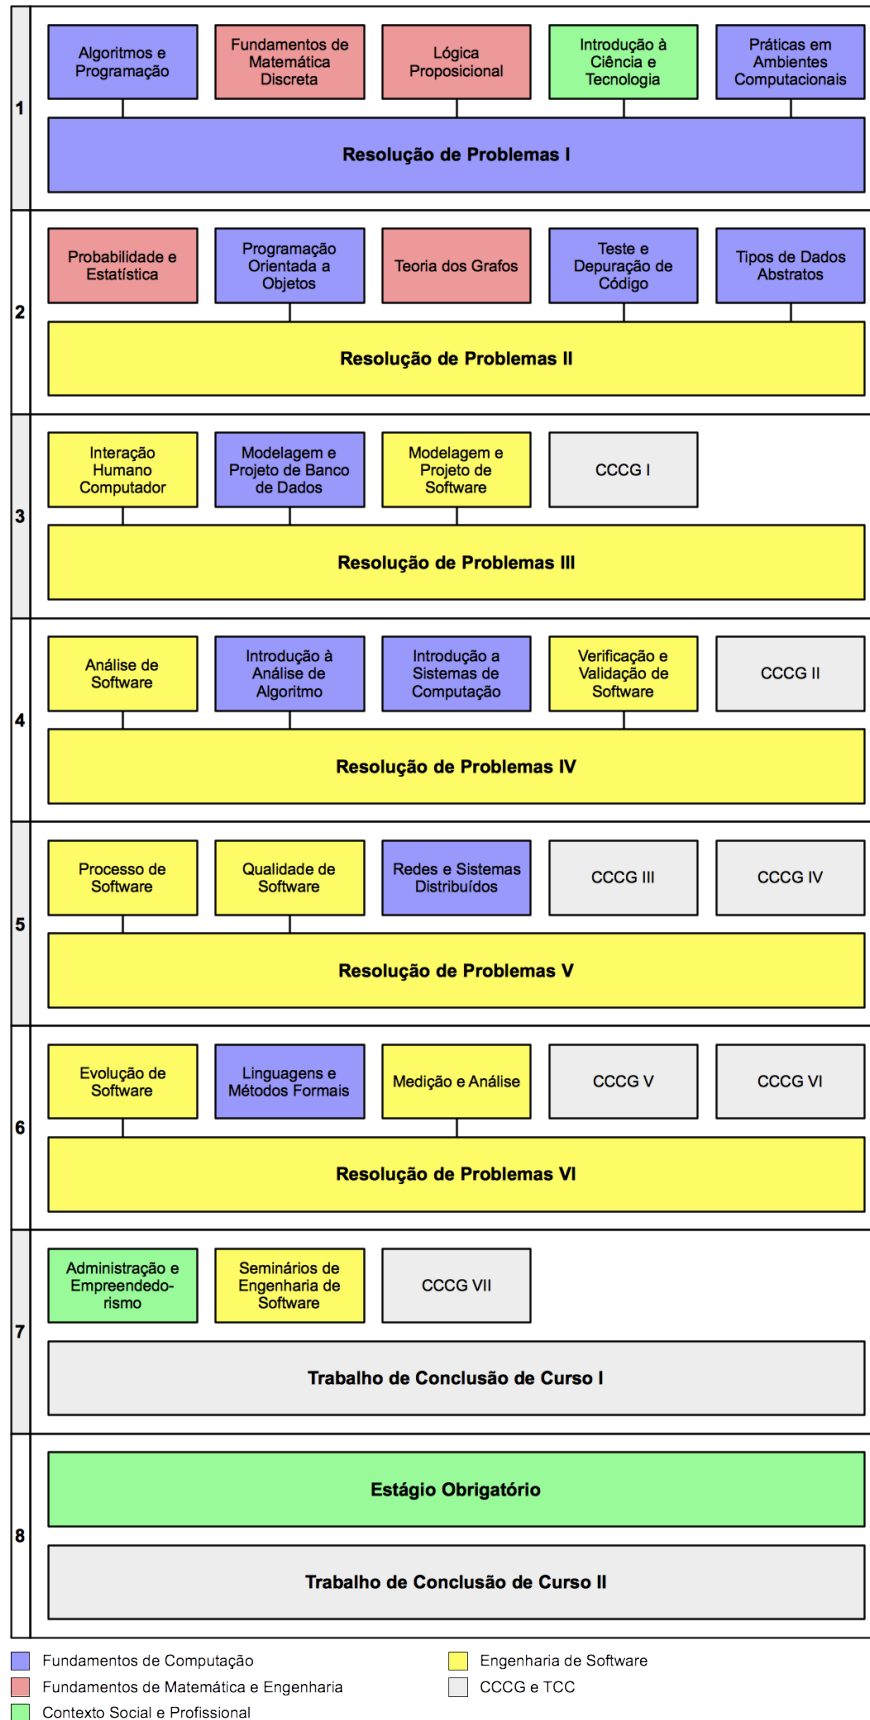 1
Algoritmos e
Programação
Fundamentos de
Matemática
Discreta
Lógica
Proposicional
Introdução à
Ciência e
Tecnologia
Práticas em
Ambientes
Computacionais
Resolução de Problemas I
2
Probabilidade e
Estatística
Programação
Orientada a
Objetos
Teoria dos Grafos
Teste e
Depuração de
Código
Tipos de Dados
Abstratos
Resolução de Problemas II
3
Interação
Humano
Computador
Modelagem e
Projeto de Banco
de Dados
Modelagem e
Projeto de
Software
CCCG I
Resolução de Problemas III
4
Análise de
Software
Introdução à
Análise de
Algoritmo
Introdução a
Sistemas de
Computação
Verificação e
Validação de
Software
CCCG II
Resolução de Problemas IV
5
Processo de
Software
Qualidade de
Software
Redes e Sistemas
Distribuídos
CCCG III
CCCG IV
Resolução de Problemas V
6
Evolução de
Software
Linguagens e
Métodos Formais
Medição e Análise
CCCG V
CCCG VI
Resolução de Problemas VI
7
Administração e
Empreendedo-
rismo
Seminários de
Engenharia de
Software
CCCG VII
Trabalho de Conclusão de Curso I
8
Estágio Obrigatório
Trabalho de Conclusão de Curso II
Fundamentos de Computação
Fundamentos de Matemática e Engenharia
Contexto Social e Profissional
Engenharia de Software
CCCG e TCC